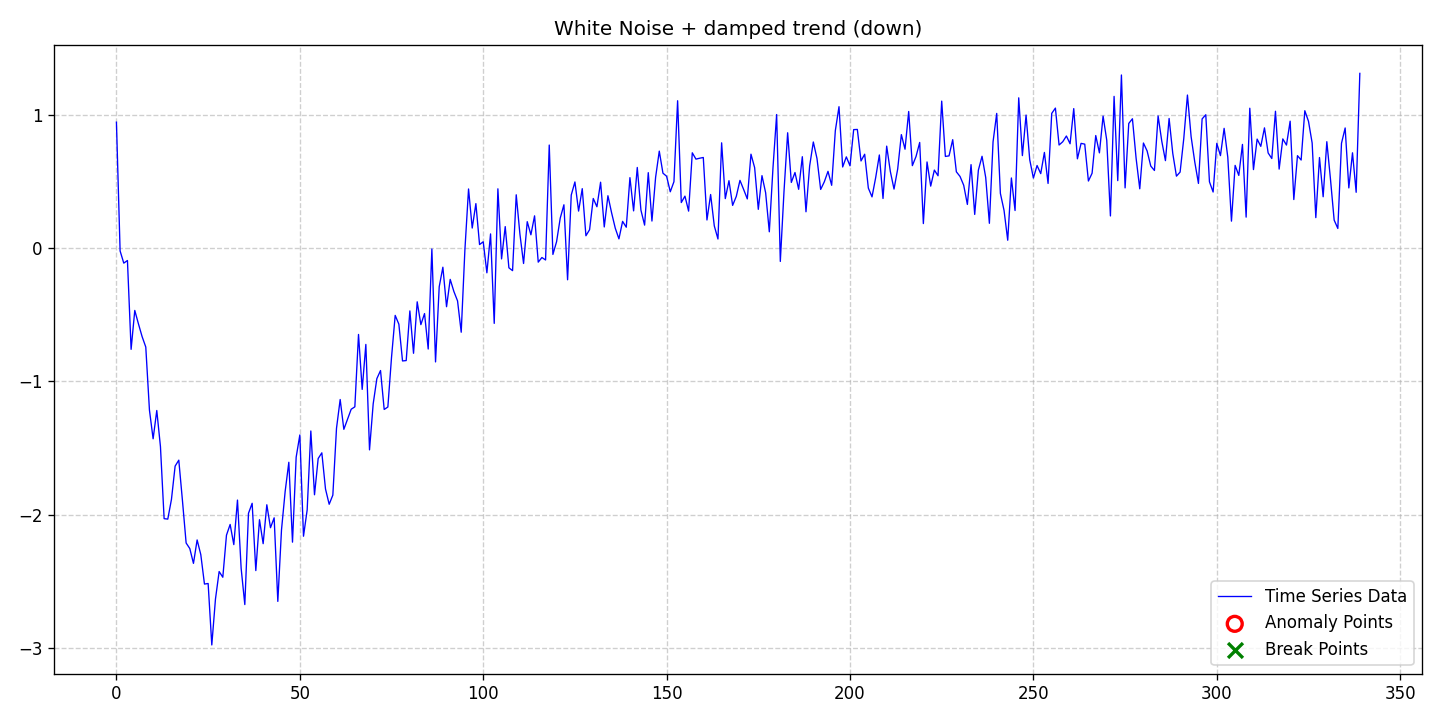 White Noise + damped trend (down)
1
0
−1
−2
−3
0 50 100 150 200 250 300 350
Time Series Data
Anomaly Points
Break Points